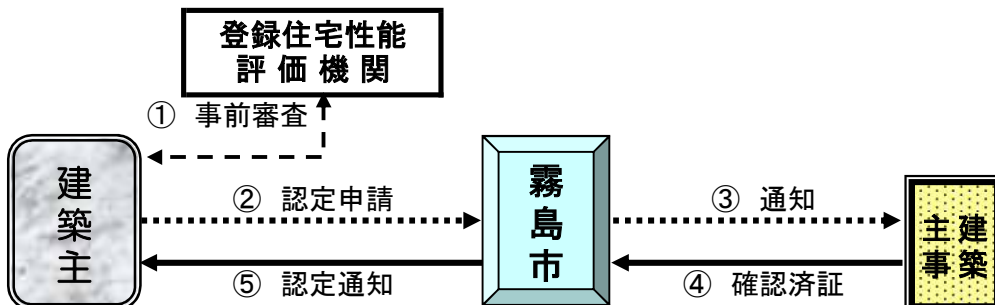 登録住宅性能
評価機関
① 事前審査
建築主
② 認定申請
霧島市
③ 通知
建築
主事
⑤ 認定通知
④ 確認済証